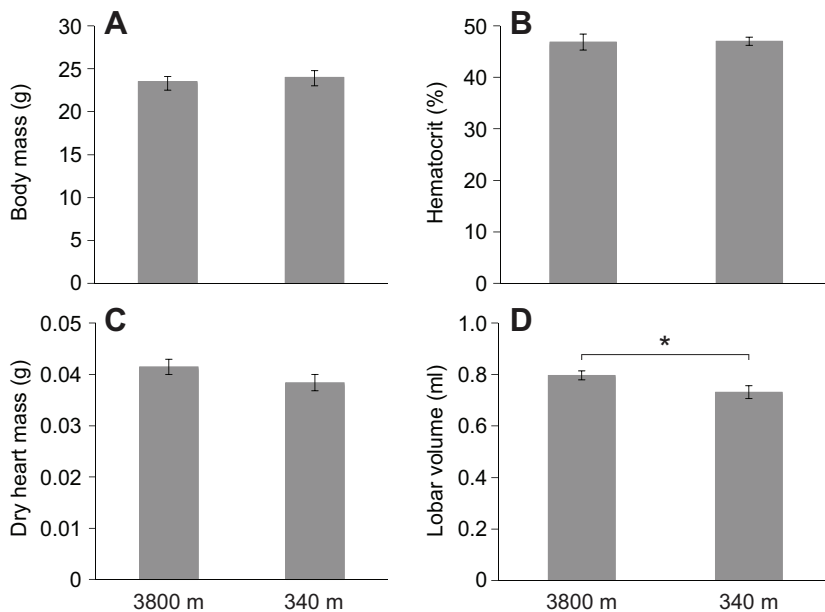 A
Body mass (g)
30
25
20
15
10
5
0
B
Hematocrit (%)
50
40
30
20
10
0
C
Dry heart mass (g)
0.05
0.04
0.03
0.02
0.01
0
3800 m
340 m
D
Lobar volume (ml)
1.0
0.8
0.6
0.4
0.2
0
*
3800 m
340 m